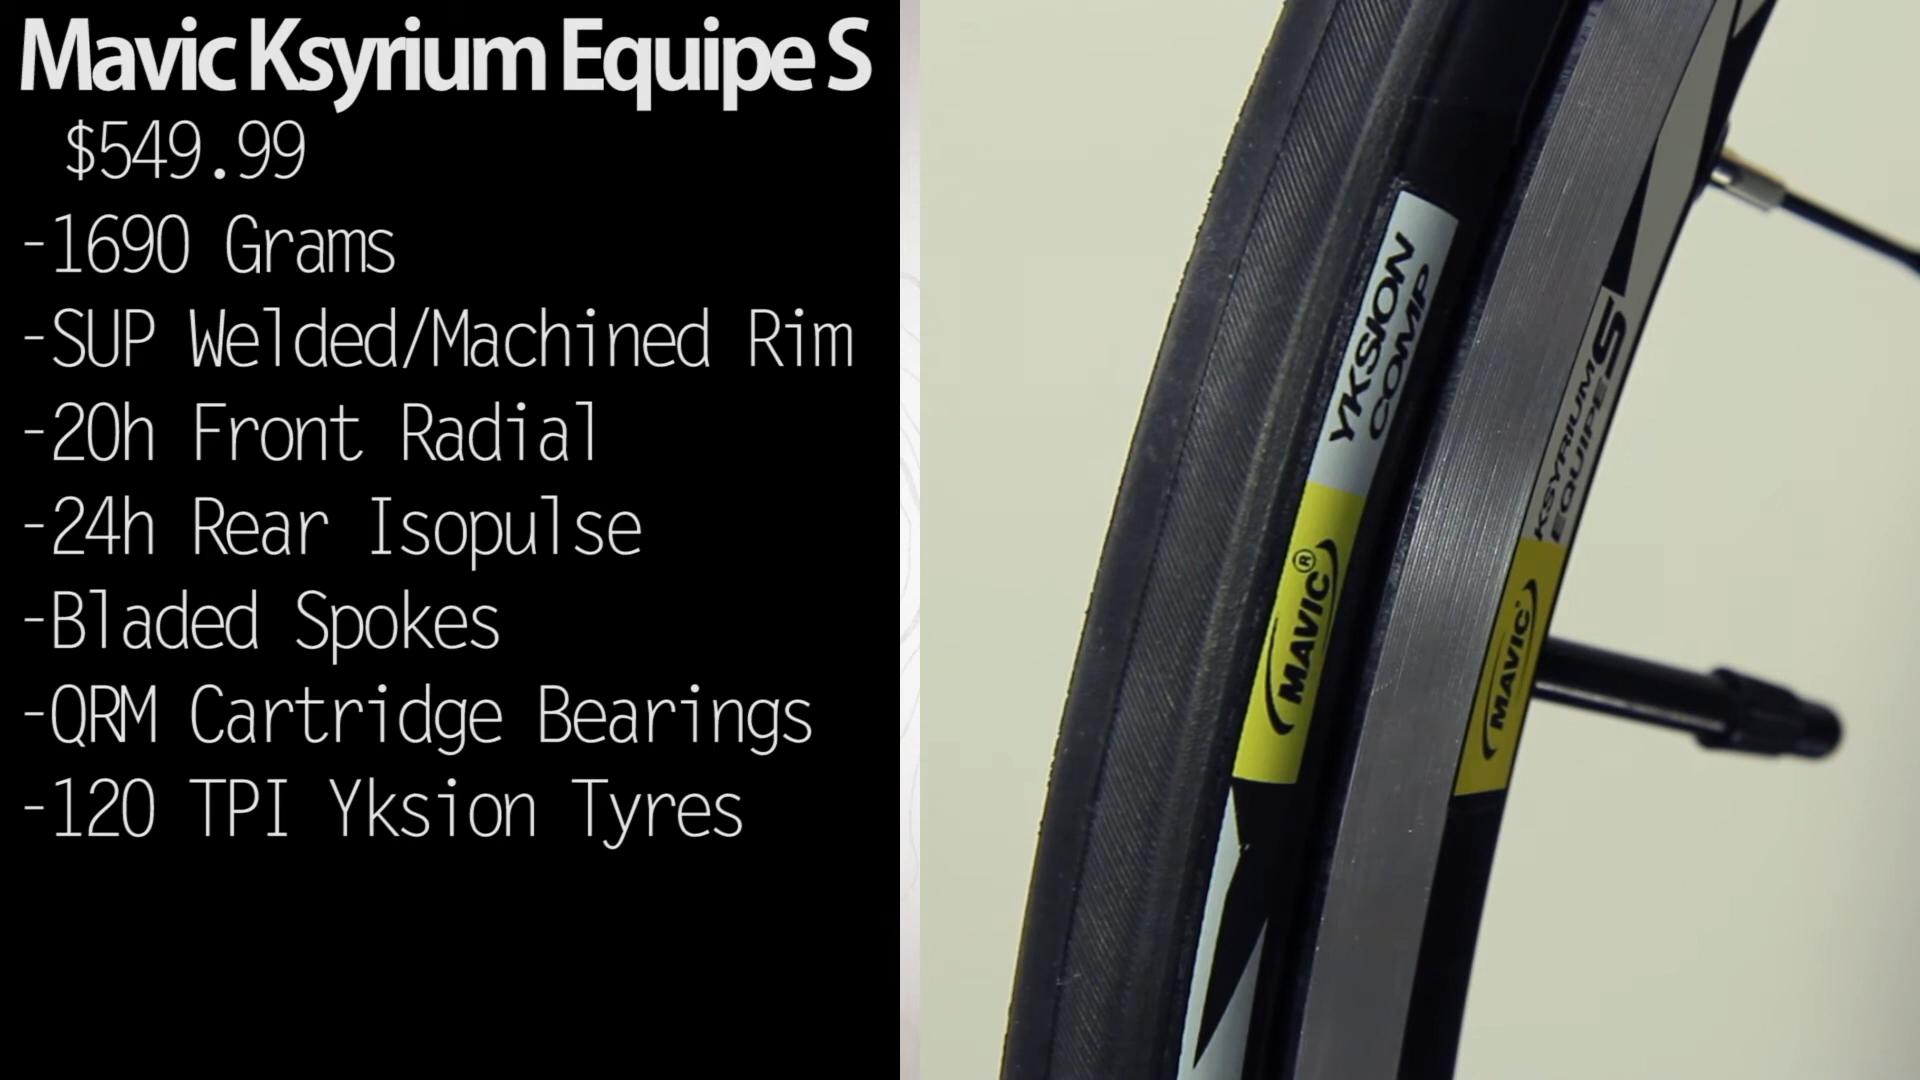 Mavic Ksyrium Equipe S
$549.99
-1690 Grams
-SUP Welded/Machined Rim
-20h Front Radial
-24h Rear Isopulse
-Bladed Spokes
-QRM Cartridge Bearings
-120 TPI Yksion Tyres
YKSION
COMP
MAVIC®
KSYRIUM
EQUIPE S
MAVIC